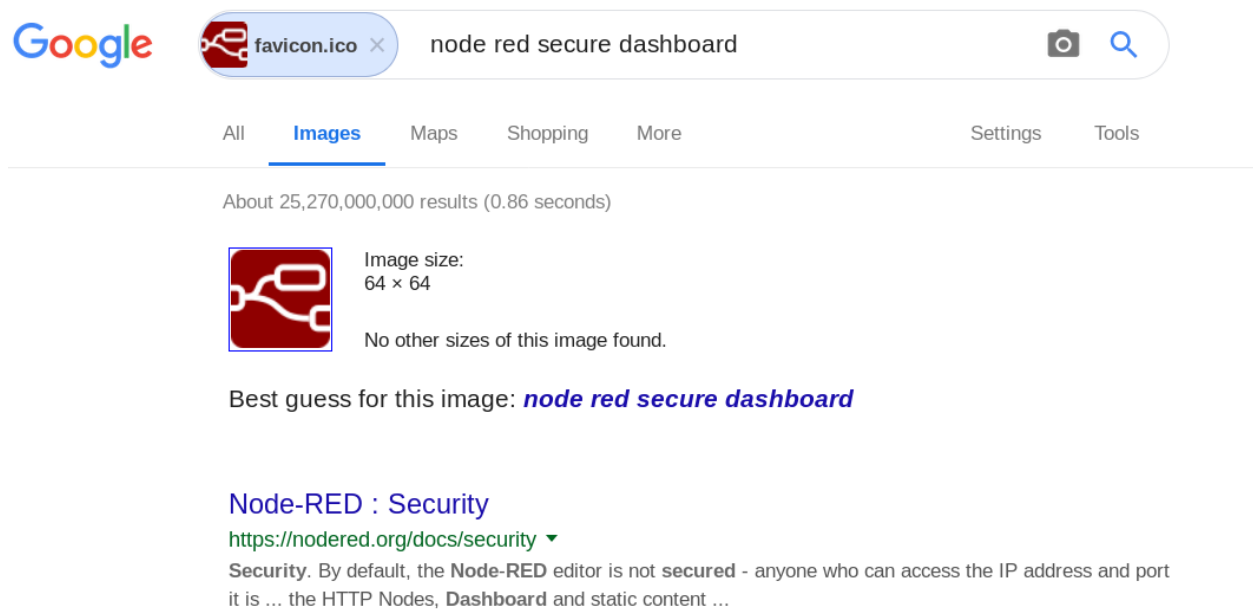 Google favicon.ico × node red secure dashboard
All Images Maps Shopping More Settings Tools
About 25,270,000,000 results (0.86 seconds)
Image size:
64 × 64
No other sizes of this image found.
Best guess for this image: node red secure dashboard
Node-RED : Security
https://nodered.org/docs/security
Security. By default, the Node-RED editor is not secured - anyone who can access the IP address and port
it is ... the HTTP Nodes, Dashboard and static content ...